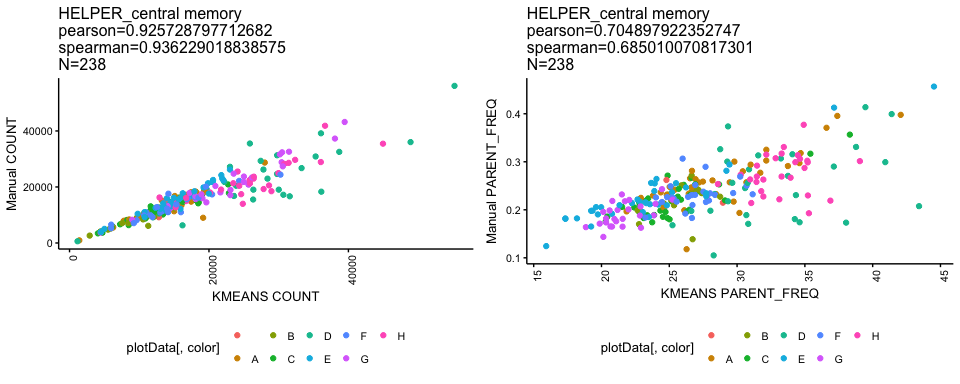 HELPER_central memory
pearson=0.925728797712682
spearman=0.936229018838575
N=238
Manual COUNT
40000
20000
0
0
20000
40000
KMEANS COUNT
plotData[, color]
B
D
F
H
A
C
E
G
HELPER_central memory
pearson=0.704897922352747
spearman=0.685010070817301
N=238
Manual PARENT_FREQ
0.4
0.3
0.2
0.1
15
20
25
30
35
40
45
KMEANS PARENT_FREQ
plotData[, color]
B
D
F
H
A
C
E
G